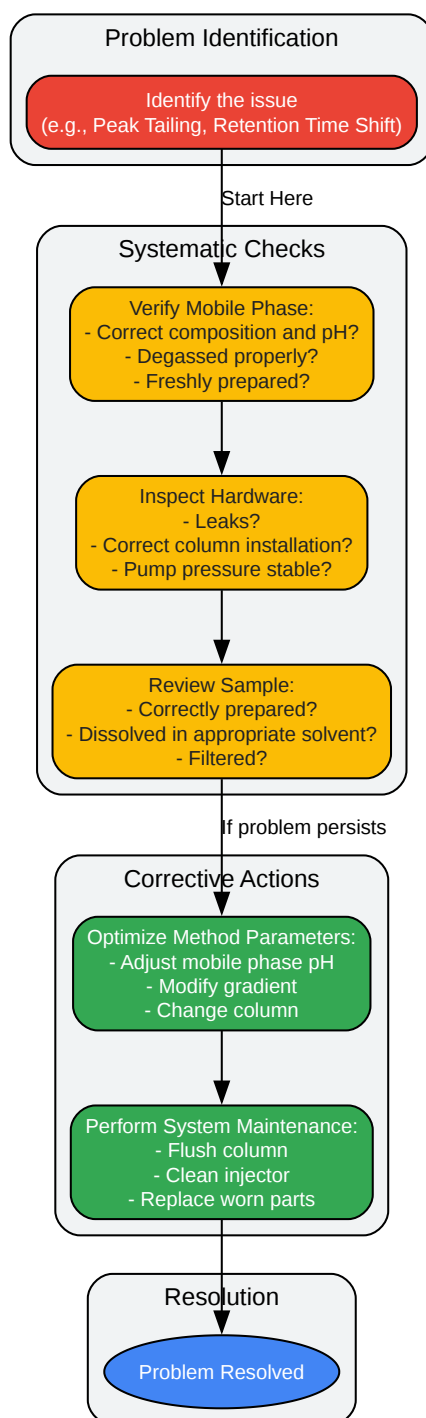 Problem Identification
Identify the issue
(e.g., Peak Tailing, Retention Time Shift)
Start Here
Systematic Checks
Verify Mobile Phase:
- Correct composition and pH?
- Degassed properly?
- Freshly prepared?
Inspect Hardware:
- Leaks?
- Correct column installation?
- Pump pressure stable?
Review Sample:
- Correctly prepared?
- Dissolved in appropriate solvent?
- Filtered?
If problem persists
Corrective Actions
Optimize Method Parameters:
- Adjust mobile phase pH
- Modify gradient
- Change column
Perform System Maintenance:
- Flush column
- Clean injector
- Replace worn parts
Resolution
Problem Resolved